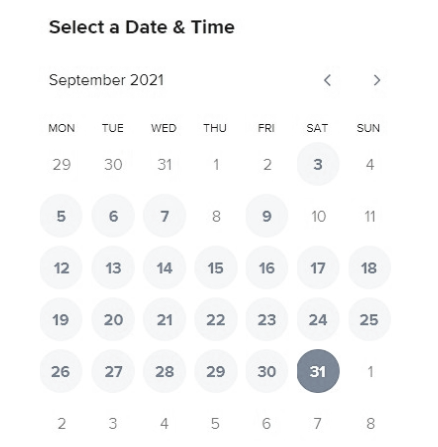 Select a Date & Time
September 2021
MON TUE WED THU FRI SAT SUN
29 30 31 1 2 3 4
5 6 7 8 9 10 11
12 13 14 15 16 17 18
19 20 21 22 23 24 25
26 27 28 29 30 31 1
2 3 4 5 6 7 8